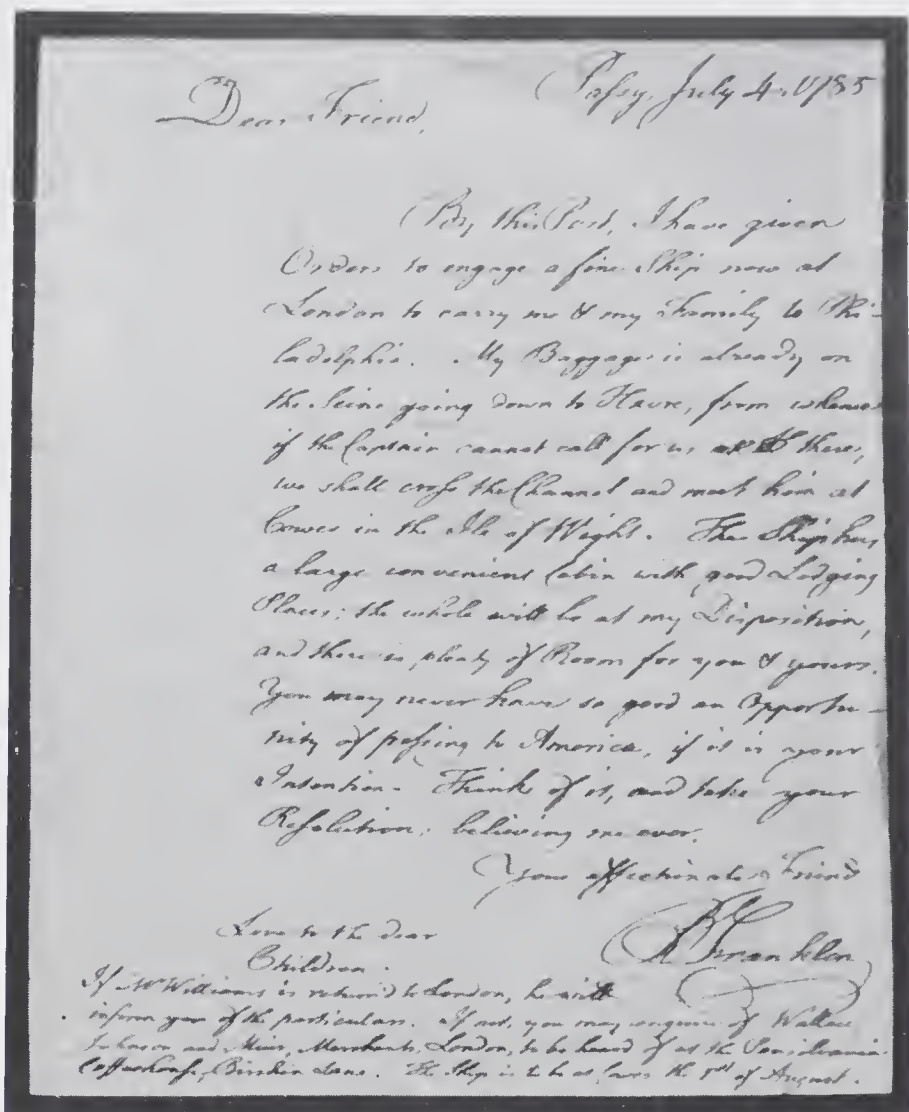 Passy, July 4. 1785
Dear Friend,
By this Post, I have given
Orders to engage a fine Ship now at
London to carry me & my Family to Phi-
ladelphia. My Baggage is already on
the Seine going down to Havre, from whence
if the Captain cannot call for us there,
we shall cross the Channel and meet him at
Cowes in the Isle of Wight. The Ship has
a large convenient Cabin with good Lodging
Places; the whole will be at my Disposition,
and there is plenty of Room for you & yours.
You may never have so good an Opportu-
nity of passing to America, if it is your
Intention. Think of it, and take your
Resolution; believing me ever,
Your affectionate Friend
B Franklin
Love to the dear
Children.
If Mr Williams is return'd to London, he will
inform you of the particulars. If not, you may enquire of Wallace
Johnson and Muir, Merchants, London, to be heard of at the Pensilvania
Coffeehouse, Birchin Lane. The Ship is to be at Cowes the 1st of August.